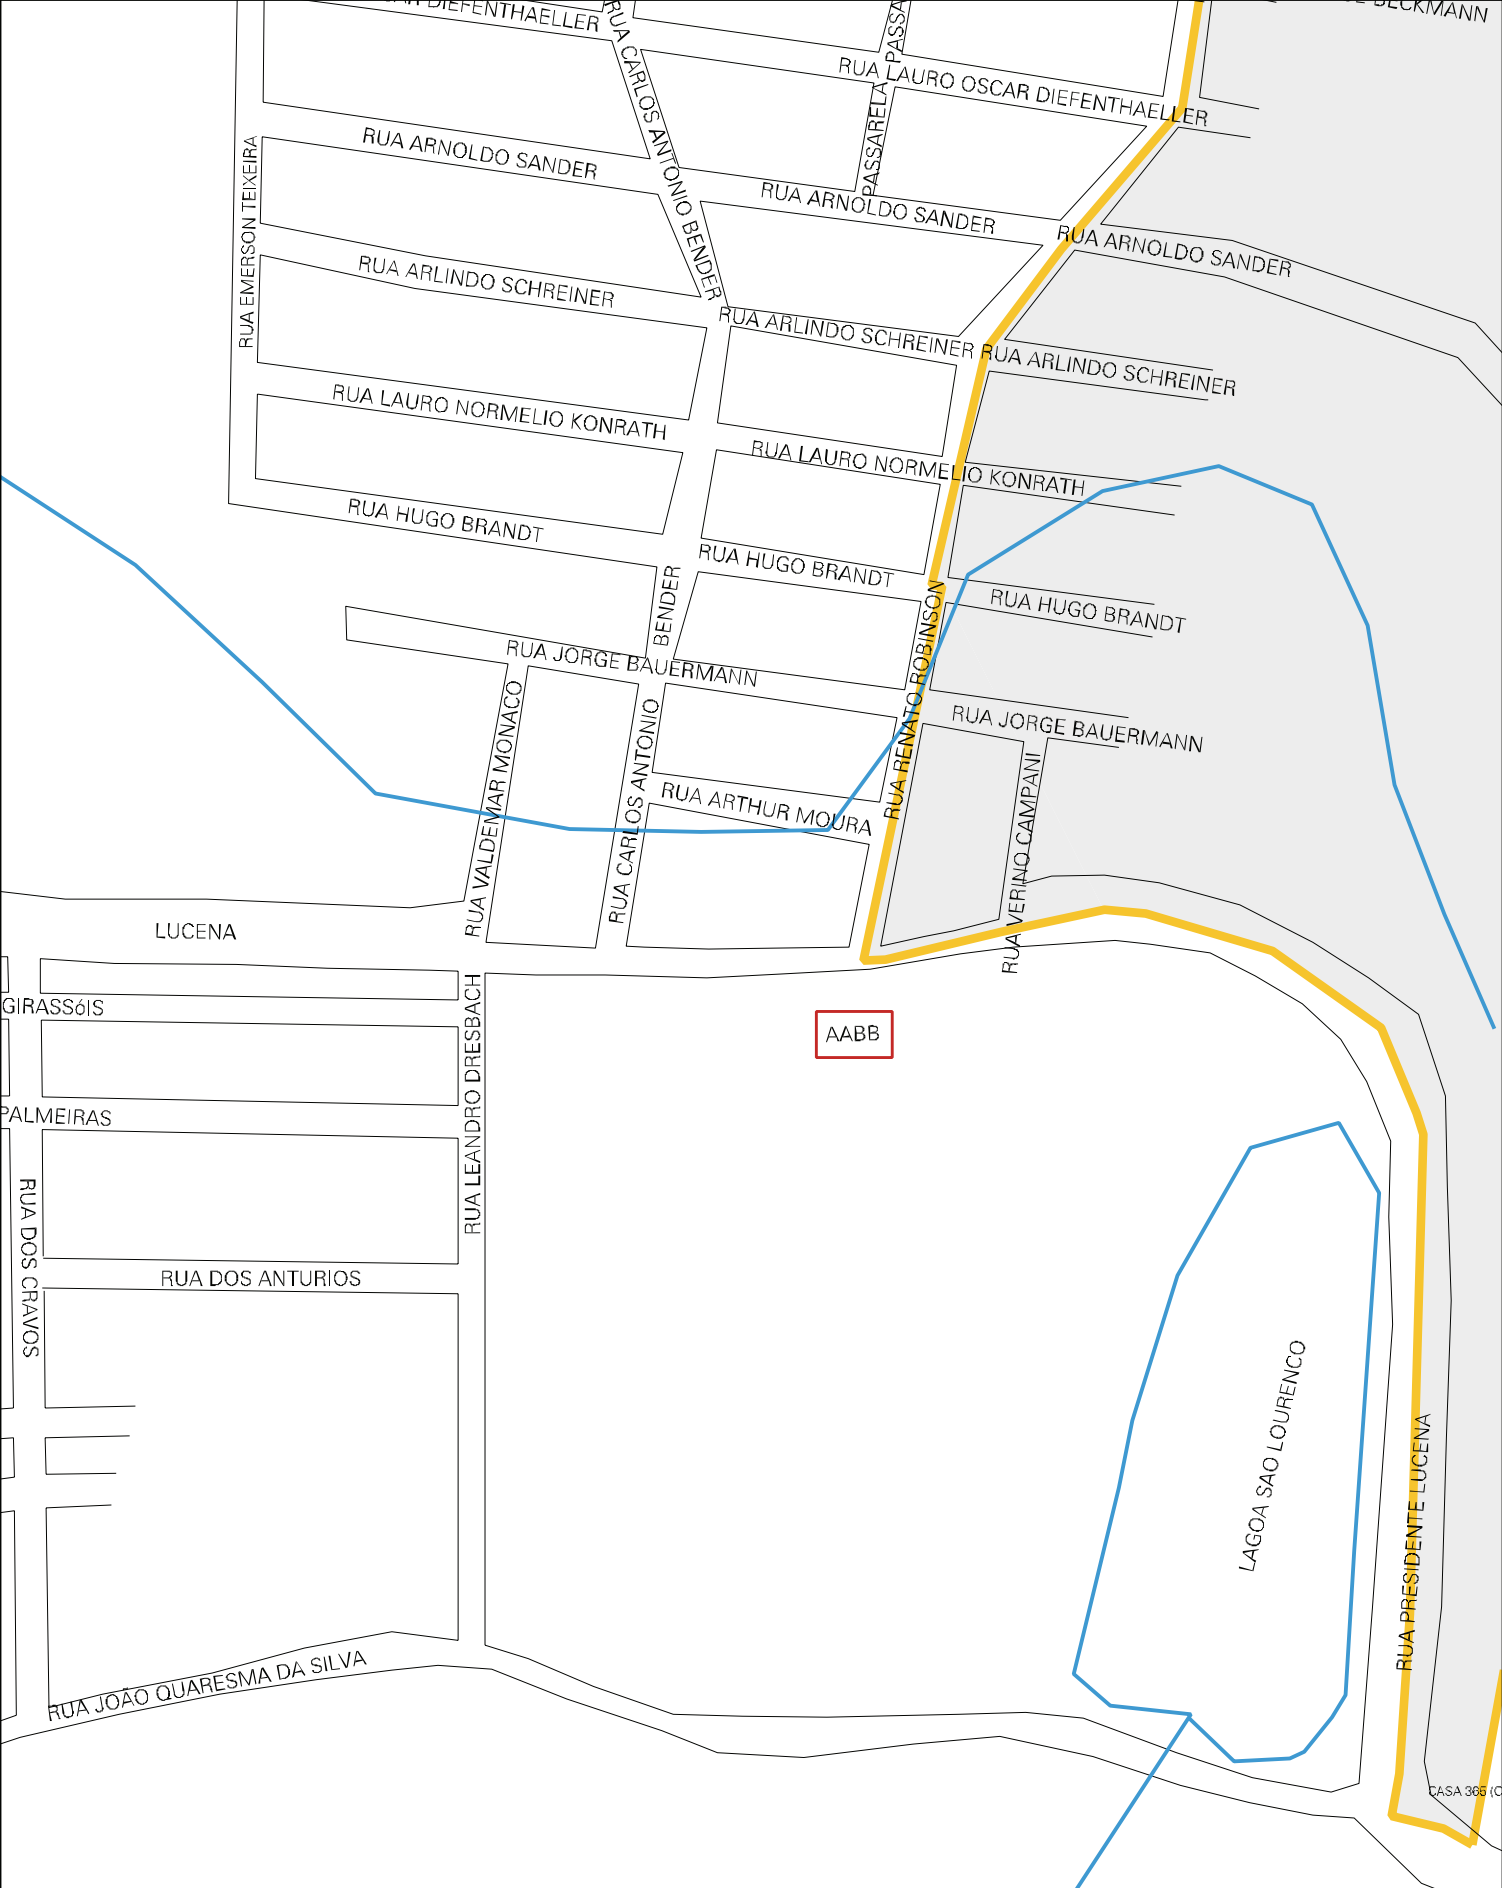 DIEFENTHAELLER
BECKMANN
RUA CARLOS ANTONIO BENDER
PASSA
RUA LAURO OSCAR DIEFENTHAELLER
PASSARELA
RUA ARNOLDO SANDER
RUA EMERSON TEIXEIRA
RUA ARNOLDO SANDER
RUA ARNOLDO SANDER
RUA ARLINDO SCHREINER
RUA ARLINDO SCHREINER
RUA ARLINDO SCHREINER
RUA LAURO NORMELIO KONRATH
RUA LAURO NORMELIO KONRATH
RUA HUGO BRANDT
RUA HUGO BRANDT
RUA HUGO BRANDT
RUA CARLOS ANTONIO BENDER
RUA RENATO ROBINSON
RUA JORGE BAUERMANN
RUA JORGE BAUERMANN
RUA VALDEMAR MONACO
RUA ARTHUR MOURA
RUA VERINO CAMPANI
LUCENA
GIRASSóIS
AABB
RUA LEANDRO DRESBACH
PALMEIRAS
RUA DOS CRAVOS
RUA DOS ANTURIOS
LAGOA SAO LOURENCO
RUA PRESIDENTE LUCENA
RUA JOÃO QUARESMA DA SILVA
CASA 365 (C